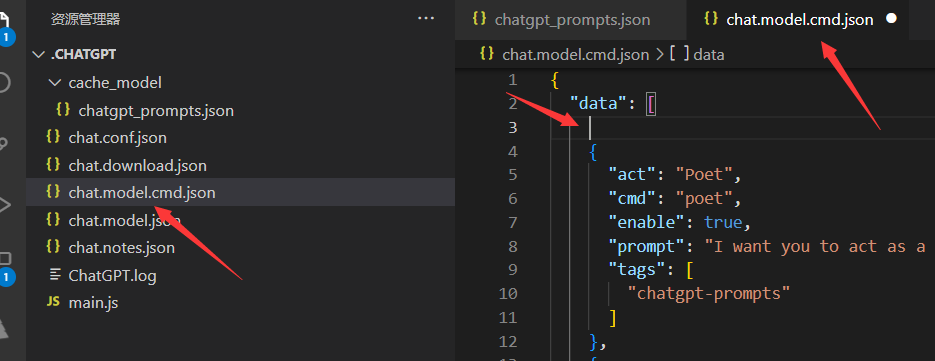 资源管理器 ...
.CHATGPT
cache_model
{} chatgpt_prompts.json
{} chat.conf.json
{} chat.download.json
{} chat.model.cmd.json
{} chat.model.json
{} chat.notes.json
ChatGPT.log
JS main.js
1
1
{} chatgpt_prompts.json
{} chat.model.cmd.json
{} chat.model.cmd.json > [ ] data
1 {
2 "data": [
3
4 {
5 "act": "Poet",
6 "cmd": "poet",
7 "enable": true,
8 "prompt": "I want you to act as a
9 "tags": [
10 "chatgpt-prompts"
11 ]
12 },